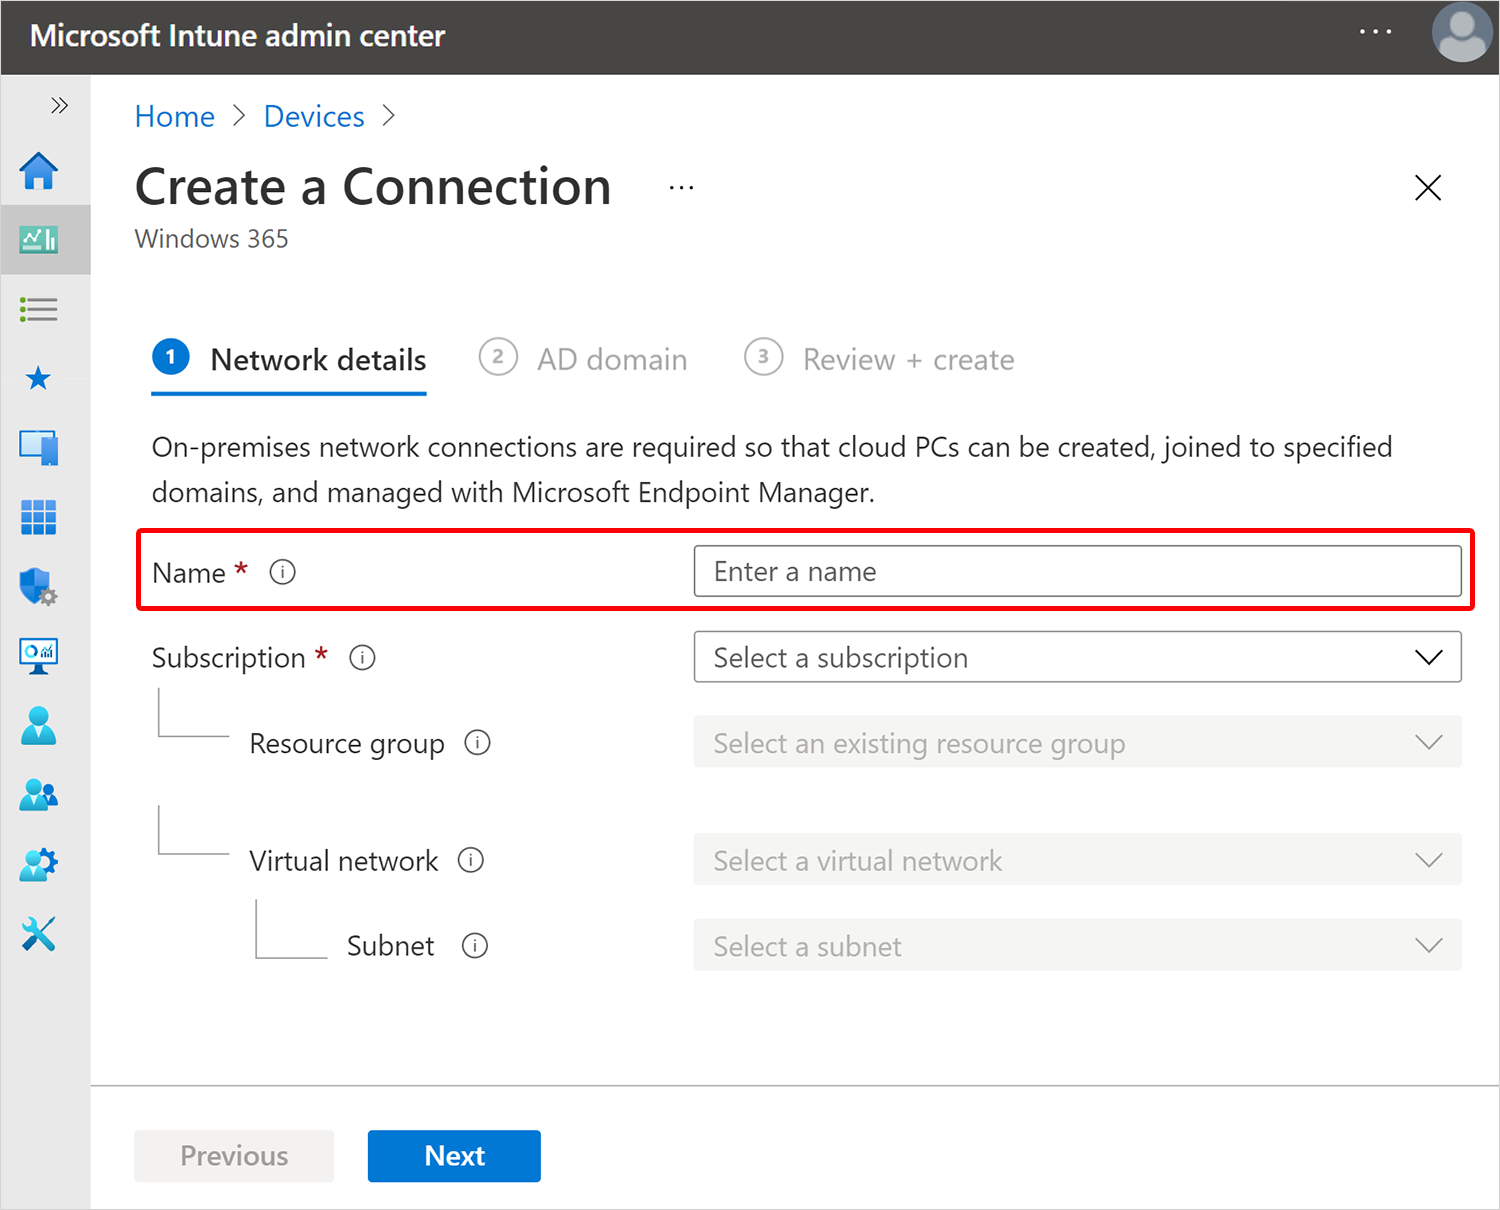 Microsoft Intune admin center
...
Home > Devices >
Create a Connection ...
Windows 365
1 Network details 2 AD domain 3 Review + create
On-premises network connections are required so that cloud PCs can be created, joined to specified
domains, and managed with Microsoft Endpoint Manager.
Name * i Enter a name
Subscription * i Select a subscription
Resource group i Select an existing resource group
Virtual network i Select a virtual network
Subnet i Select a subnet
Previous Next